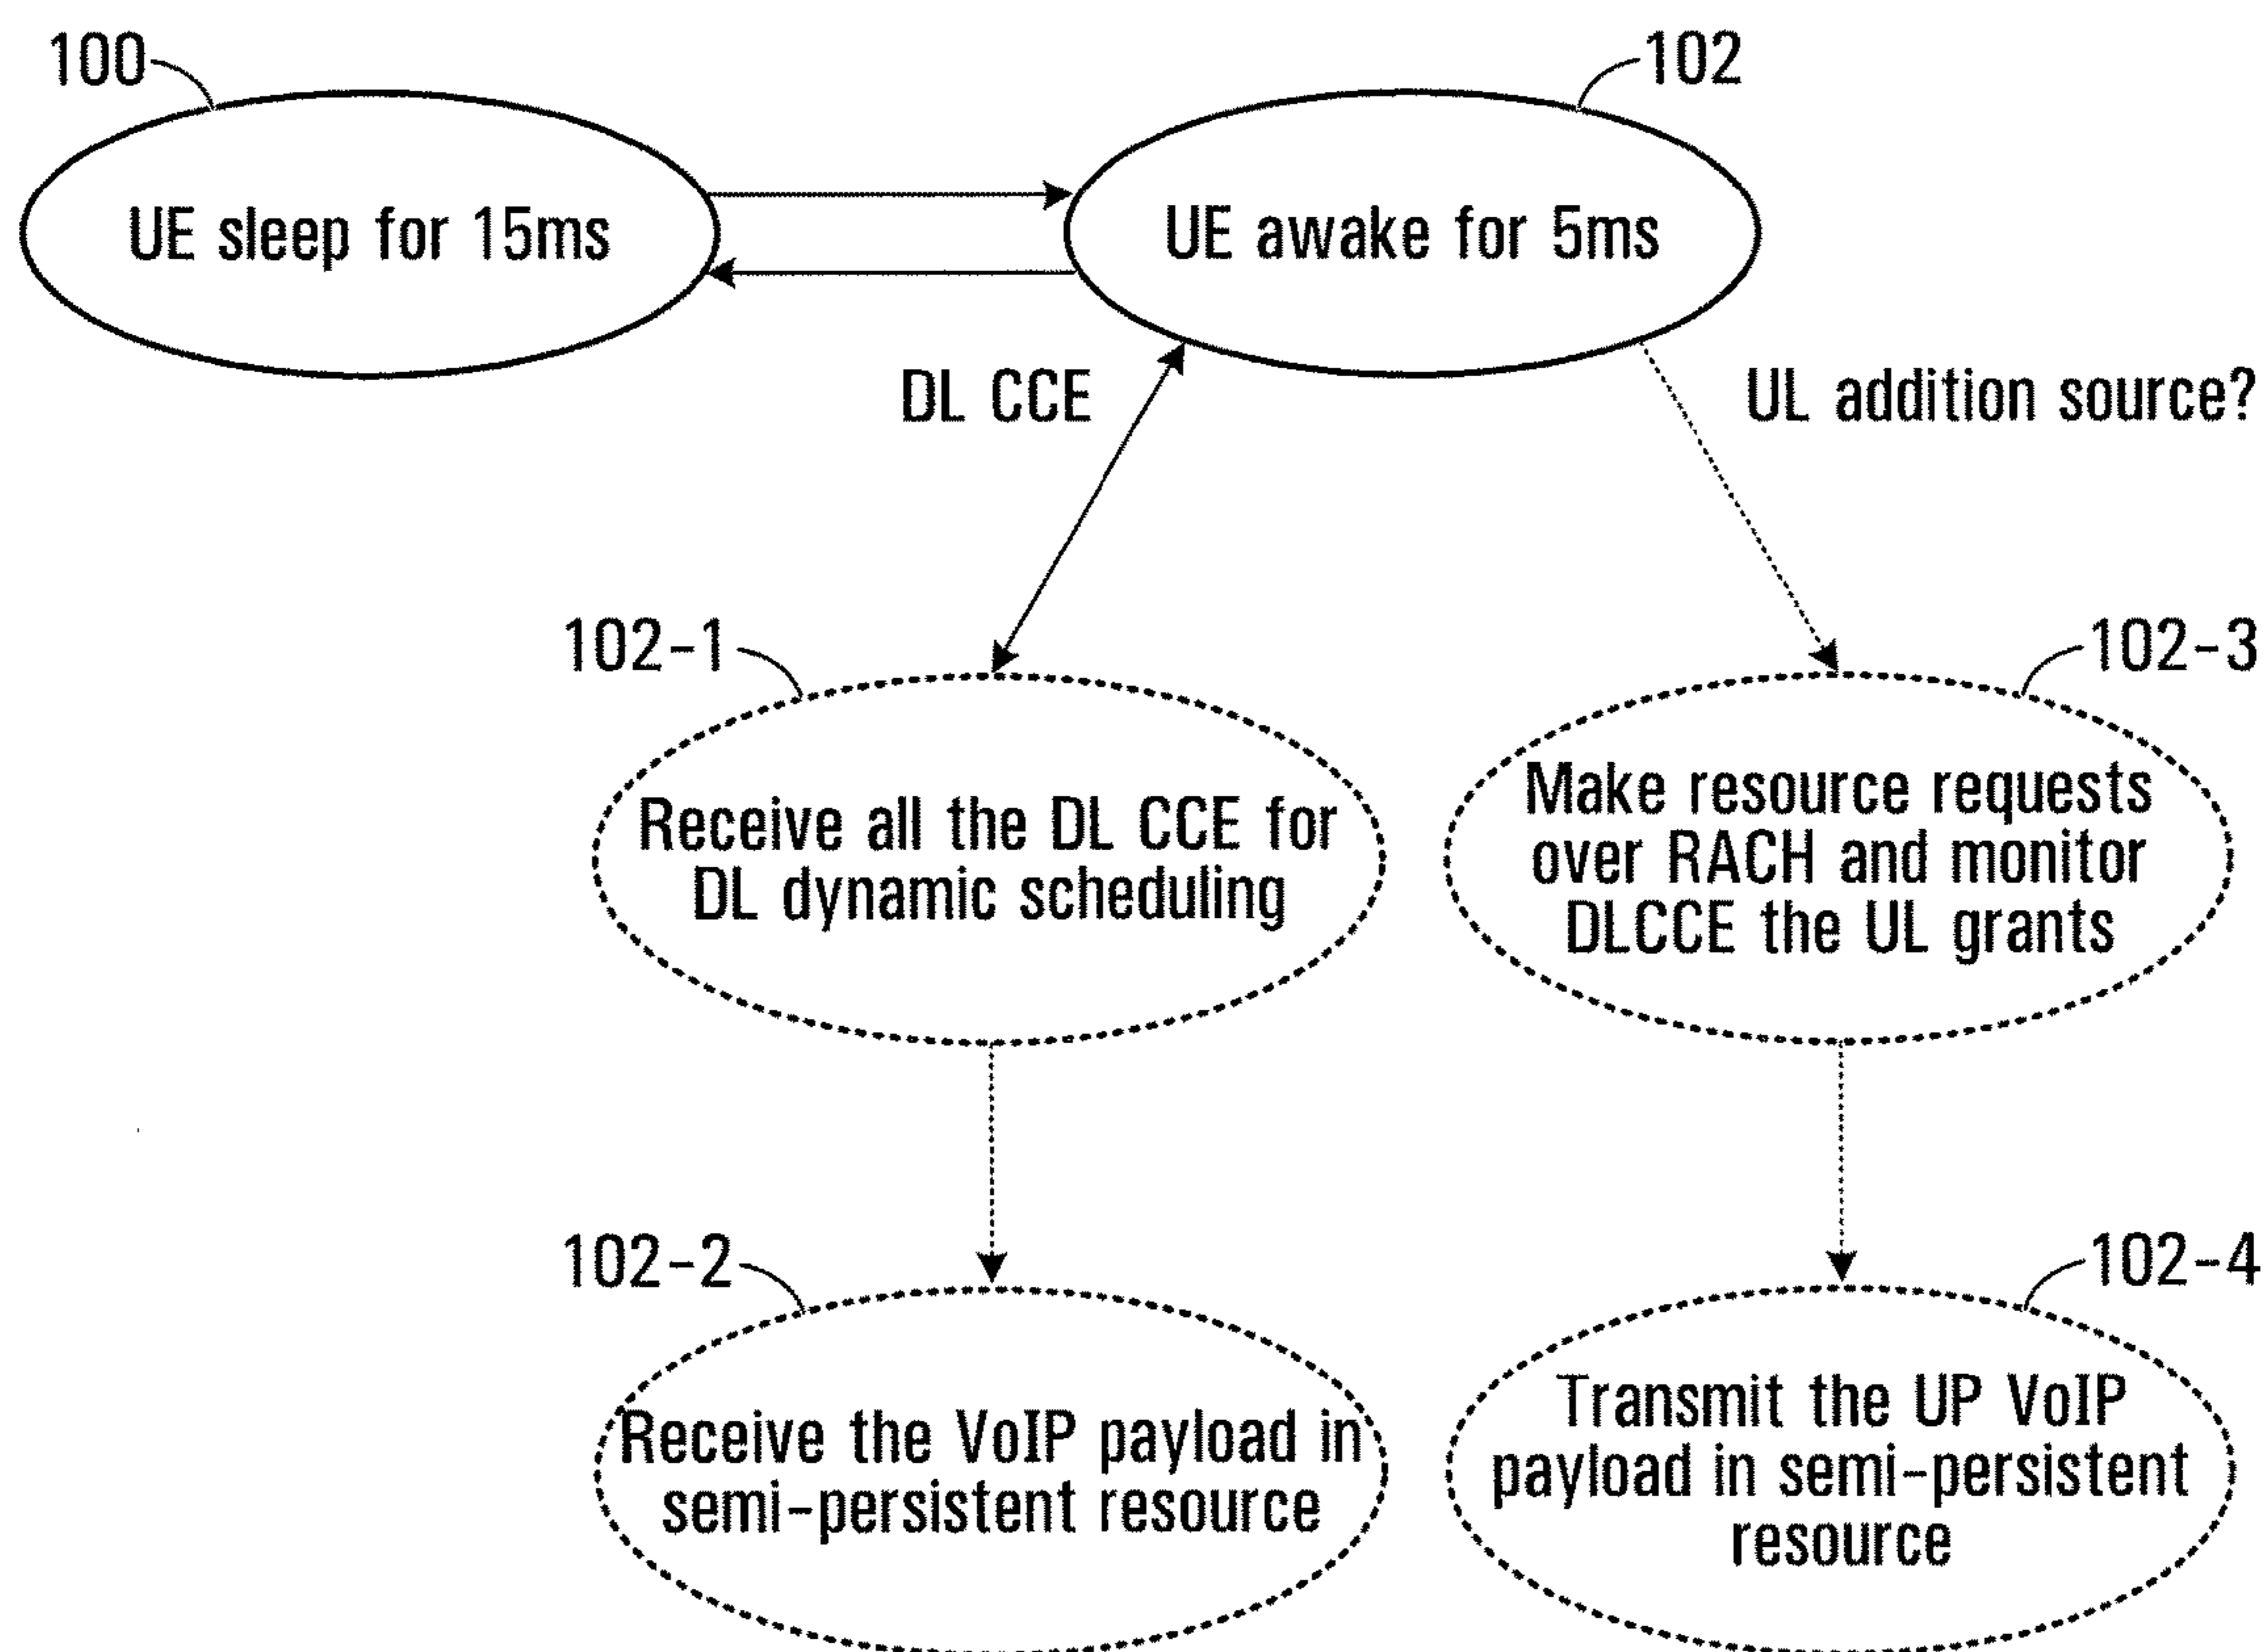 100
102
UE sleep for 15ms
UE awake for 5ms
DL CCE
UL addition source?
102-1
102-3
Receive all the DL CCE for
DL dynamic scheduling
Make resource requests
over RACH and monitor
DLCCE the UL grants
102-2
102-4
Receive the VoIP payload in
semi-persistent resource
Transmit the UP VoIP
payload in semi-persistent
resource